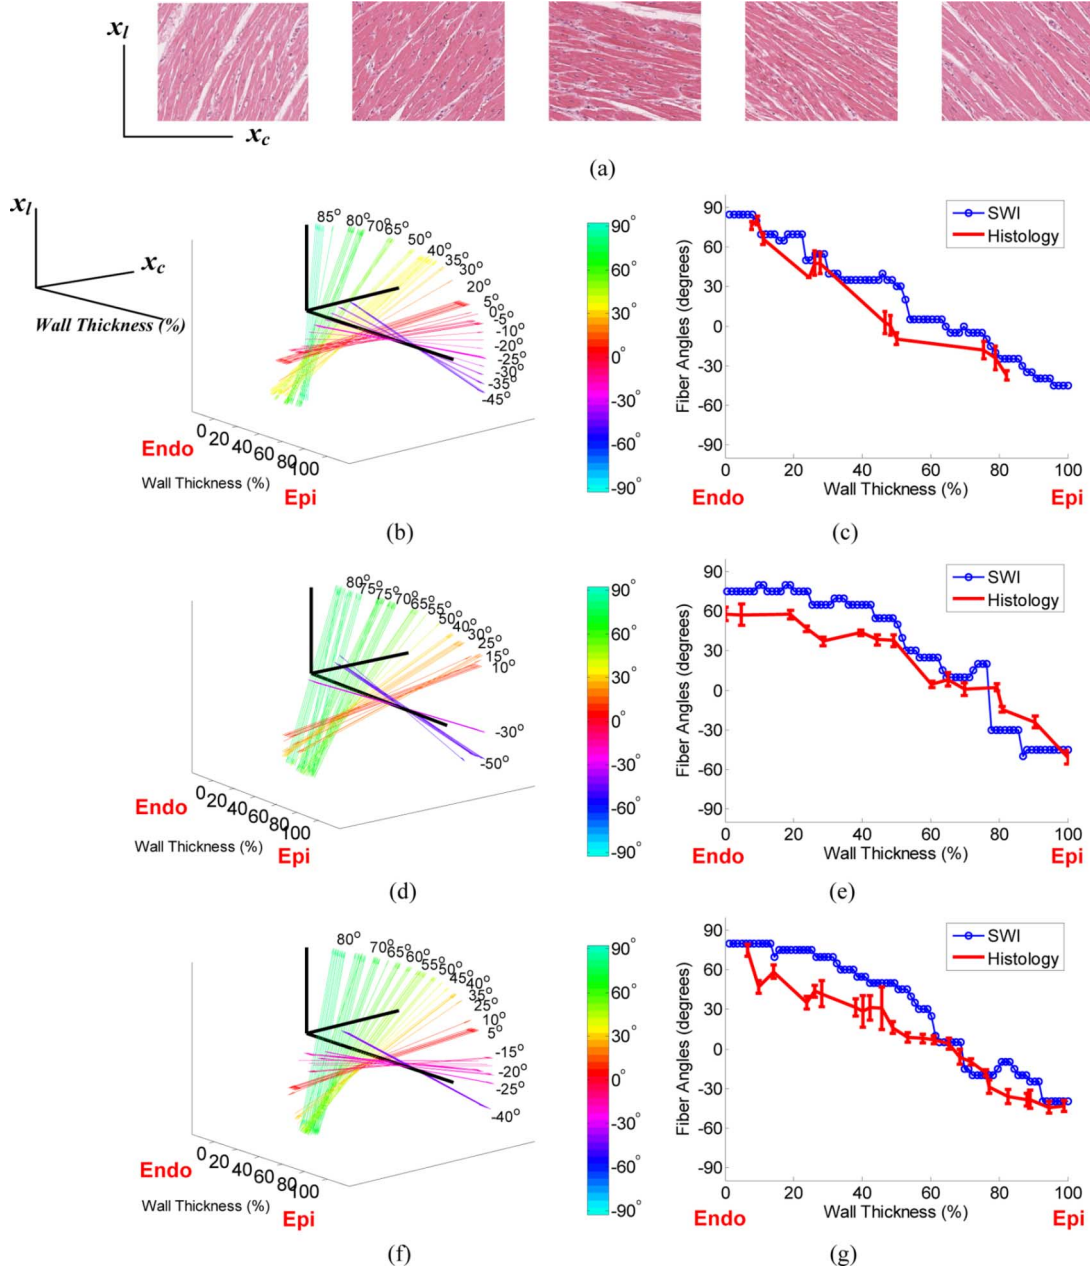 x_l
x_c
(a)
x_l
x_c
Wall Thickness (%)
85° 80° 70° 65° 50° 40° 35° 30° 20° 5° 0° -5° -10° -20° -25° -30° -35° -45°
Endo
0 20 40 60 80 100
Wall Thickness (%)
Epi
90°
60°
30°
0°
-30°
-60°
-90°
(b)
Fiber Angles (degrees)
90
60
30
0
-30
-60
-90
SWI
Histology
0 20 40 60 80 100
Endo Wall Thickness (%) Epi
(c)
80° 75° 75° 70° 65° 55° 50° 40° 30° 25° 15° 10° -30° -50°
Endo
0 20 40 60 80 100
Wall Thickness (%)
Epi
90°
60°
30°
0°
-30°
-60°
-90°
(d)
Fiber Angles (degrees)
90
60
30
0
-30
-60
-90
SWI
Histology
0 20 40 60 80 100
Endo Wall Thickness (%) Epi
(e)
80° 70° 65° 60° 55° 50° 45° 40° 35° 25° 10° 5° -15° -20° -25° -40°
Endo
0 20 40 60 80 100
Wall Thickness (%)
Epi
90°
60°
30°
0°
-30°
-60°
-90°
(f)
Fiber Angles (degrees)
90
60
30
0
-30
-60
-90
SWI
Histology
0 20 40 60 80 100
Endo Wall Thickness (%) Epi
(g)